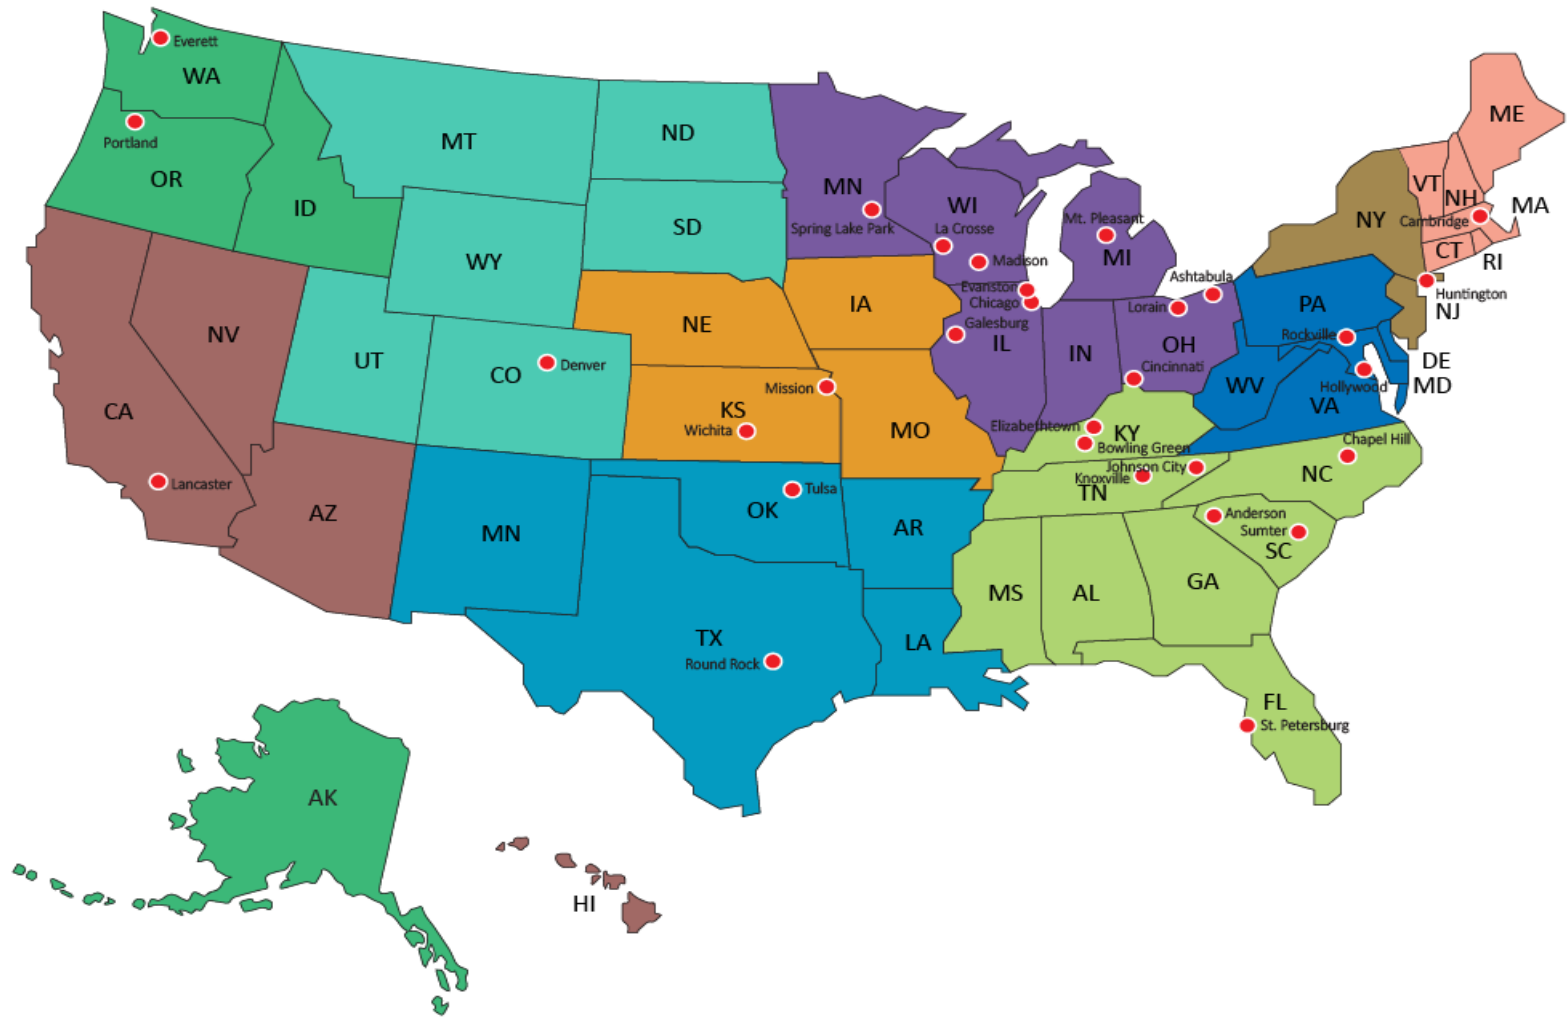 Everett
WA
Portland
OR
ID
MT
ND
MN
Spring Lake Park
WI
La Crosse
Madison
Mt. Pleasant
MI
ME
VT
NH
MA
Cambridge
NY
CT
RI
Huntington
NJ
WY
SD
NV
CA
Lancaster
UT
CO
Denver
NE
IA
Evanston
Chicago
Galesburg
IL
IN
Ashtabula
Lorain
OH
Cincinnati
PA
Rockville
DE
MD
Hollywood
WV
VA
Mission
KS
Wichita
MO
Elizabethtown
KY
Bowling Green
Johnson City
Knoxville
TN
Chapel Hill
NC
AZ
MN
OK
Tulsa
AR
Anderson
Sumter
SC
MS
AL
GA
TX
Round Rock
LA
FL
St. Petersburg
AK
HI